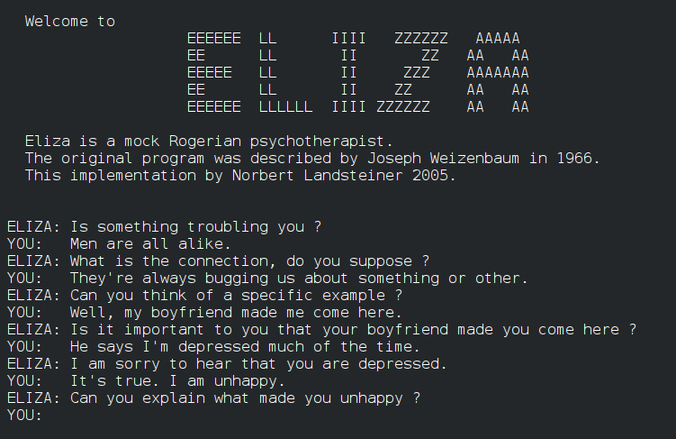 Welcome to
EEEEEE  LL      IIII   ZZZZZZ   AAAAA
EE      LL       II       ZZ   AA   AA
EEEEE   LL       II     ZZZ    AAAAAAA
EE      LL       II    ZZ      AA   AA
EEEEEE  LLLLLL  IIII ZZZZZZ    AA   AA
Eliza is a mock Rogerian psychotherapist.
The original program was described by Joseph Weizenbaum in 1966.
This implementation by Norbert Landsteiner 2005.
ELIZA: Is something troubling you ?
YOU:   Men are all alike.
ELIZA: What is the connection, do you suppose ?
YOU:   They're always bugging us about something or other.
ELIZA: Can you think of a specific example ?
YOU:   Well, my boyfriend made me come here.
ELIZA: Is it important to you that your boyfriend made you come here ?
YOU:   He says I'm depressed much of the time.
ELIZA: I am sorry to hear that you are depressed.
YOU:   It's true. I am unhappy.
ELIZA: Can you explain what made you unhappy ?
YOU: